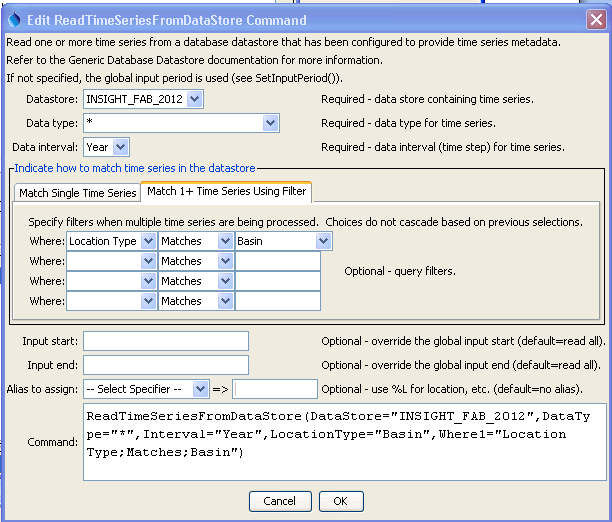 Edit ReadTimeSeriesFromDataStore Command
Read one or more time series from a database datastore that has been configured to provide time series metadata.
Refer to the Generic Database Datastore documentation for more information.
If not specified, the global input period is used (see SetInputPeriod()).
Datastore: INSIGHT_FAB_2012 Required - data store containing time series.
Data type: * Required - data type for time series.
Data interval: Year Required - data interval (time step) for time series.
Indicate how to match time series in the datastore
Match Single Time Series Match 1+ Time Series Using Filter
Specify filters when multiple time series are being processed. Choices do not cascade based on previous selections.
Where: Location Type Matches Basin
Where: Matches
Optional - query filters.
Where: Matches
Where: Matches
Input start: Optional - override the global input start (default=read all).
Input end: Optional - override the global input end (default=read all).
Alias to assign: -- Select Specifier -- => Optional - use %L for location, etc. (default=no alias).
ReadTimeSeriesFromDataStore(DataStore="INSIGHT_FAB_2012",DataTy
pe="*",Interval="Year",LocationType="Basin",Where1="Location
Command: Type;Matches;Basin")
Cancel OK